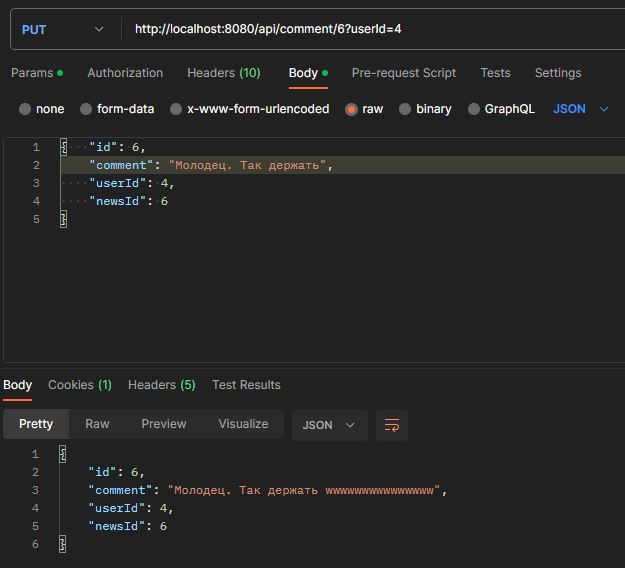 PUT http://localhost:8080/api/comment/6?userId=4
Params Authorization Headers (10) Body Pre-request Script Tests Settings
none form-data x-www-form-urlencoded raw binary GraphQL JSON
1 { "id": 6,
2 "comment": "Молодец. Так держать",
3 "userId": 4,
4 "newsId": 6
5 }
Body Cookies (1) Headers (5) Test Results
Pretty Raw Preview Visualize JSON
1 {
2 "id": 6,
3 "comment": "Молодец. Так держать wwwwwwwwwwwwwwww",
4 "userId": 4,
5 "newsId": 6
6 }